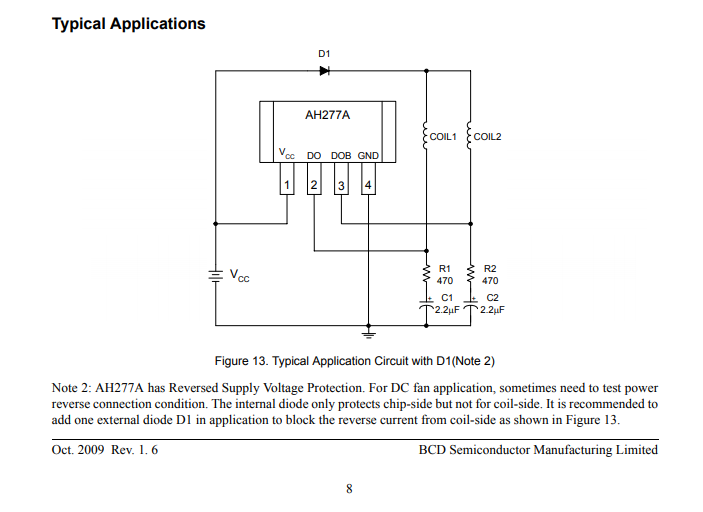 Typical Applications
D1
AH277A
COIL1 COIL2
VCC DO DOB GND
1 2 3 4
R1 R2
470 470
VCC
C1 C2
+ +
2.2µF 2.2µF
Figure 13. Typical Application Circuit with D1(Note 2)
Note 2: AH277A has Reversed Supply Voltage Protection. For DC fan application, sometimes need to test power
reverse connection condition. The internal diode only protects chip-side but not for coil-side. It is recommended to
add one external diode D1 in application to block the reverse current from coil-side as shown in Figure 13.
Oct. 2009 Rev. 1. 6 BCD Semiconductor Manufacturing Limited
8